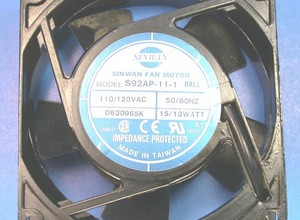 SINWAN
SINWAN FAN MOTOR
MODEL S92AP-11-1 BALL
110/120VAC 50/60HZ
0630965K 15/13WATT
IMPEDANCE PROTECTED
MADE IN TAIWAN